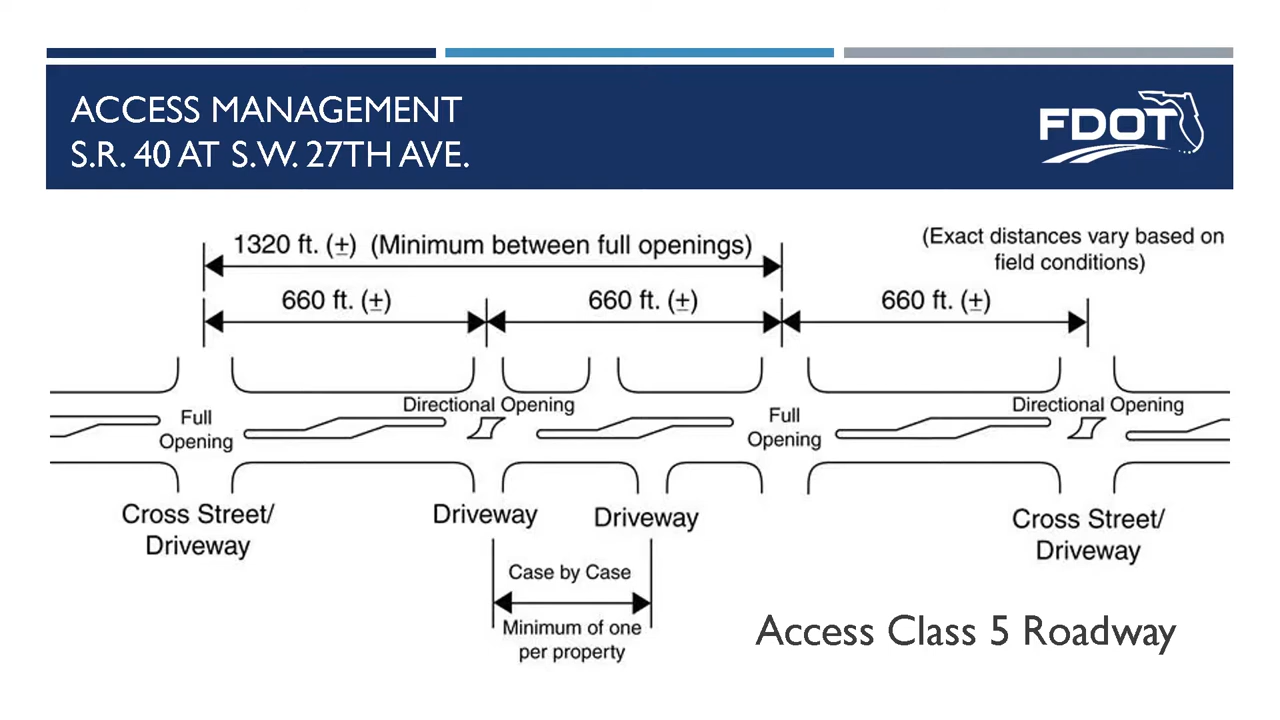 ACCESS MANAGEMENT
S.R. 40 AT S.W. 27TH AVE.
FDOT
1320 ft. (±) (Minimum between full openings)
(Exact distances vary based on
field conditions)
660 ft. (±)
660 ft. (±)
660 ft. (±)
Directional Opening
Directional Opening
Full
Opening
Full
Opening
Cross Street/
Driveway
Driveway
Driveway
Cross Street/
Driveway
Case by Case
Minimum of one
per property
Access Class 5 Roadway